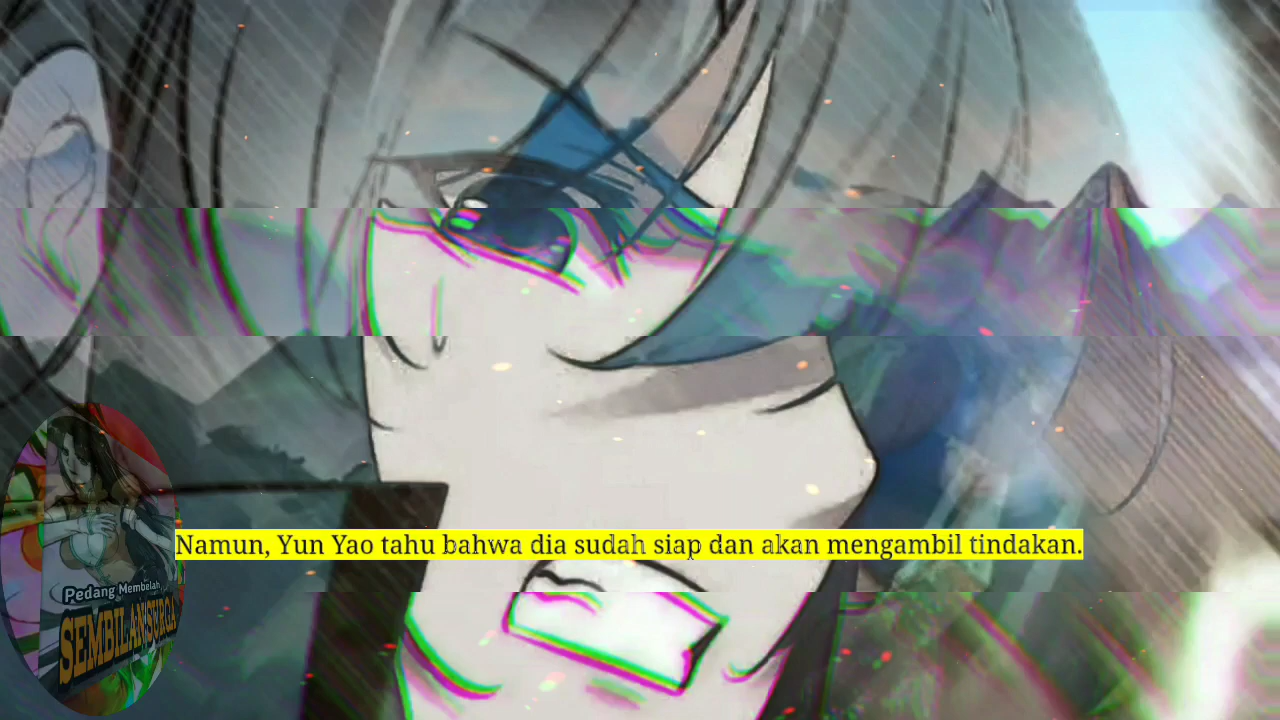 Namun, Yun Yao tahu bahwa dia sudah siap dan akan mengambil tindakan.
Pedang Membelah
SEMBILAN SURGA